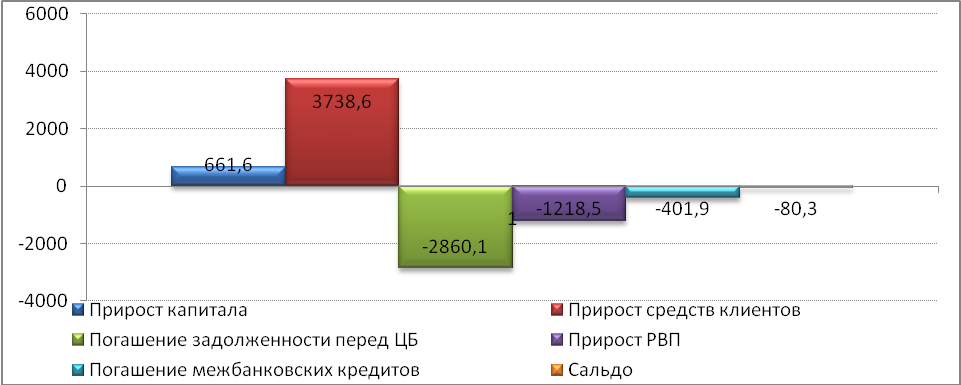 6000
4000
3738,6
2000
661,6
0
1
-1218,5
-401,9
-80,3
-2000
-2860,1
-4000
Прирост капитала
Прирост средств клиентов
Погашение задолженности перед ЦБ
Прирост РВП
Погашение межбанковских кредитов
Сальдо